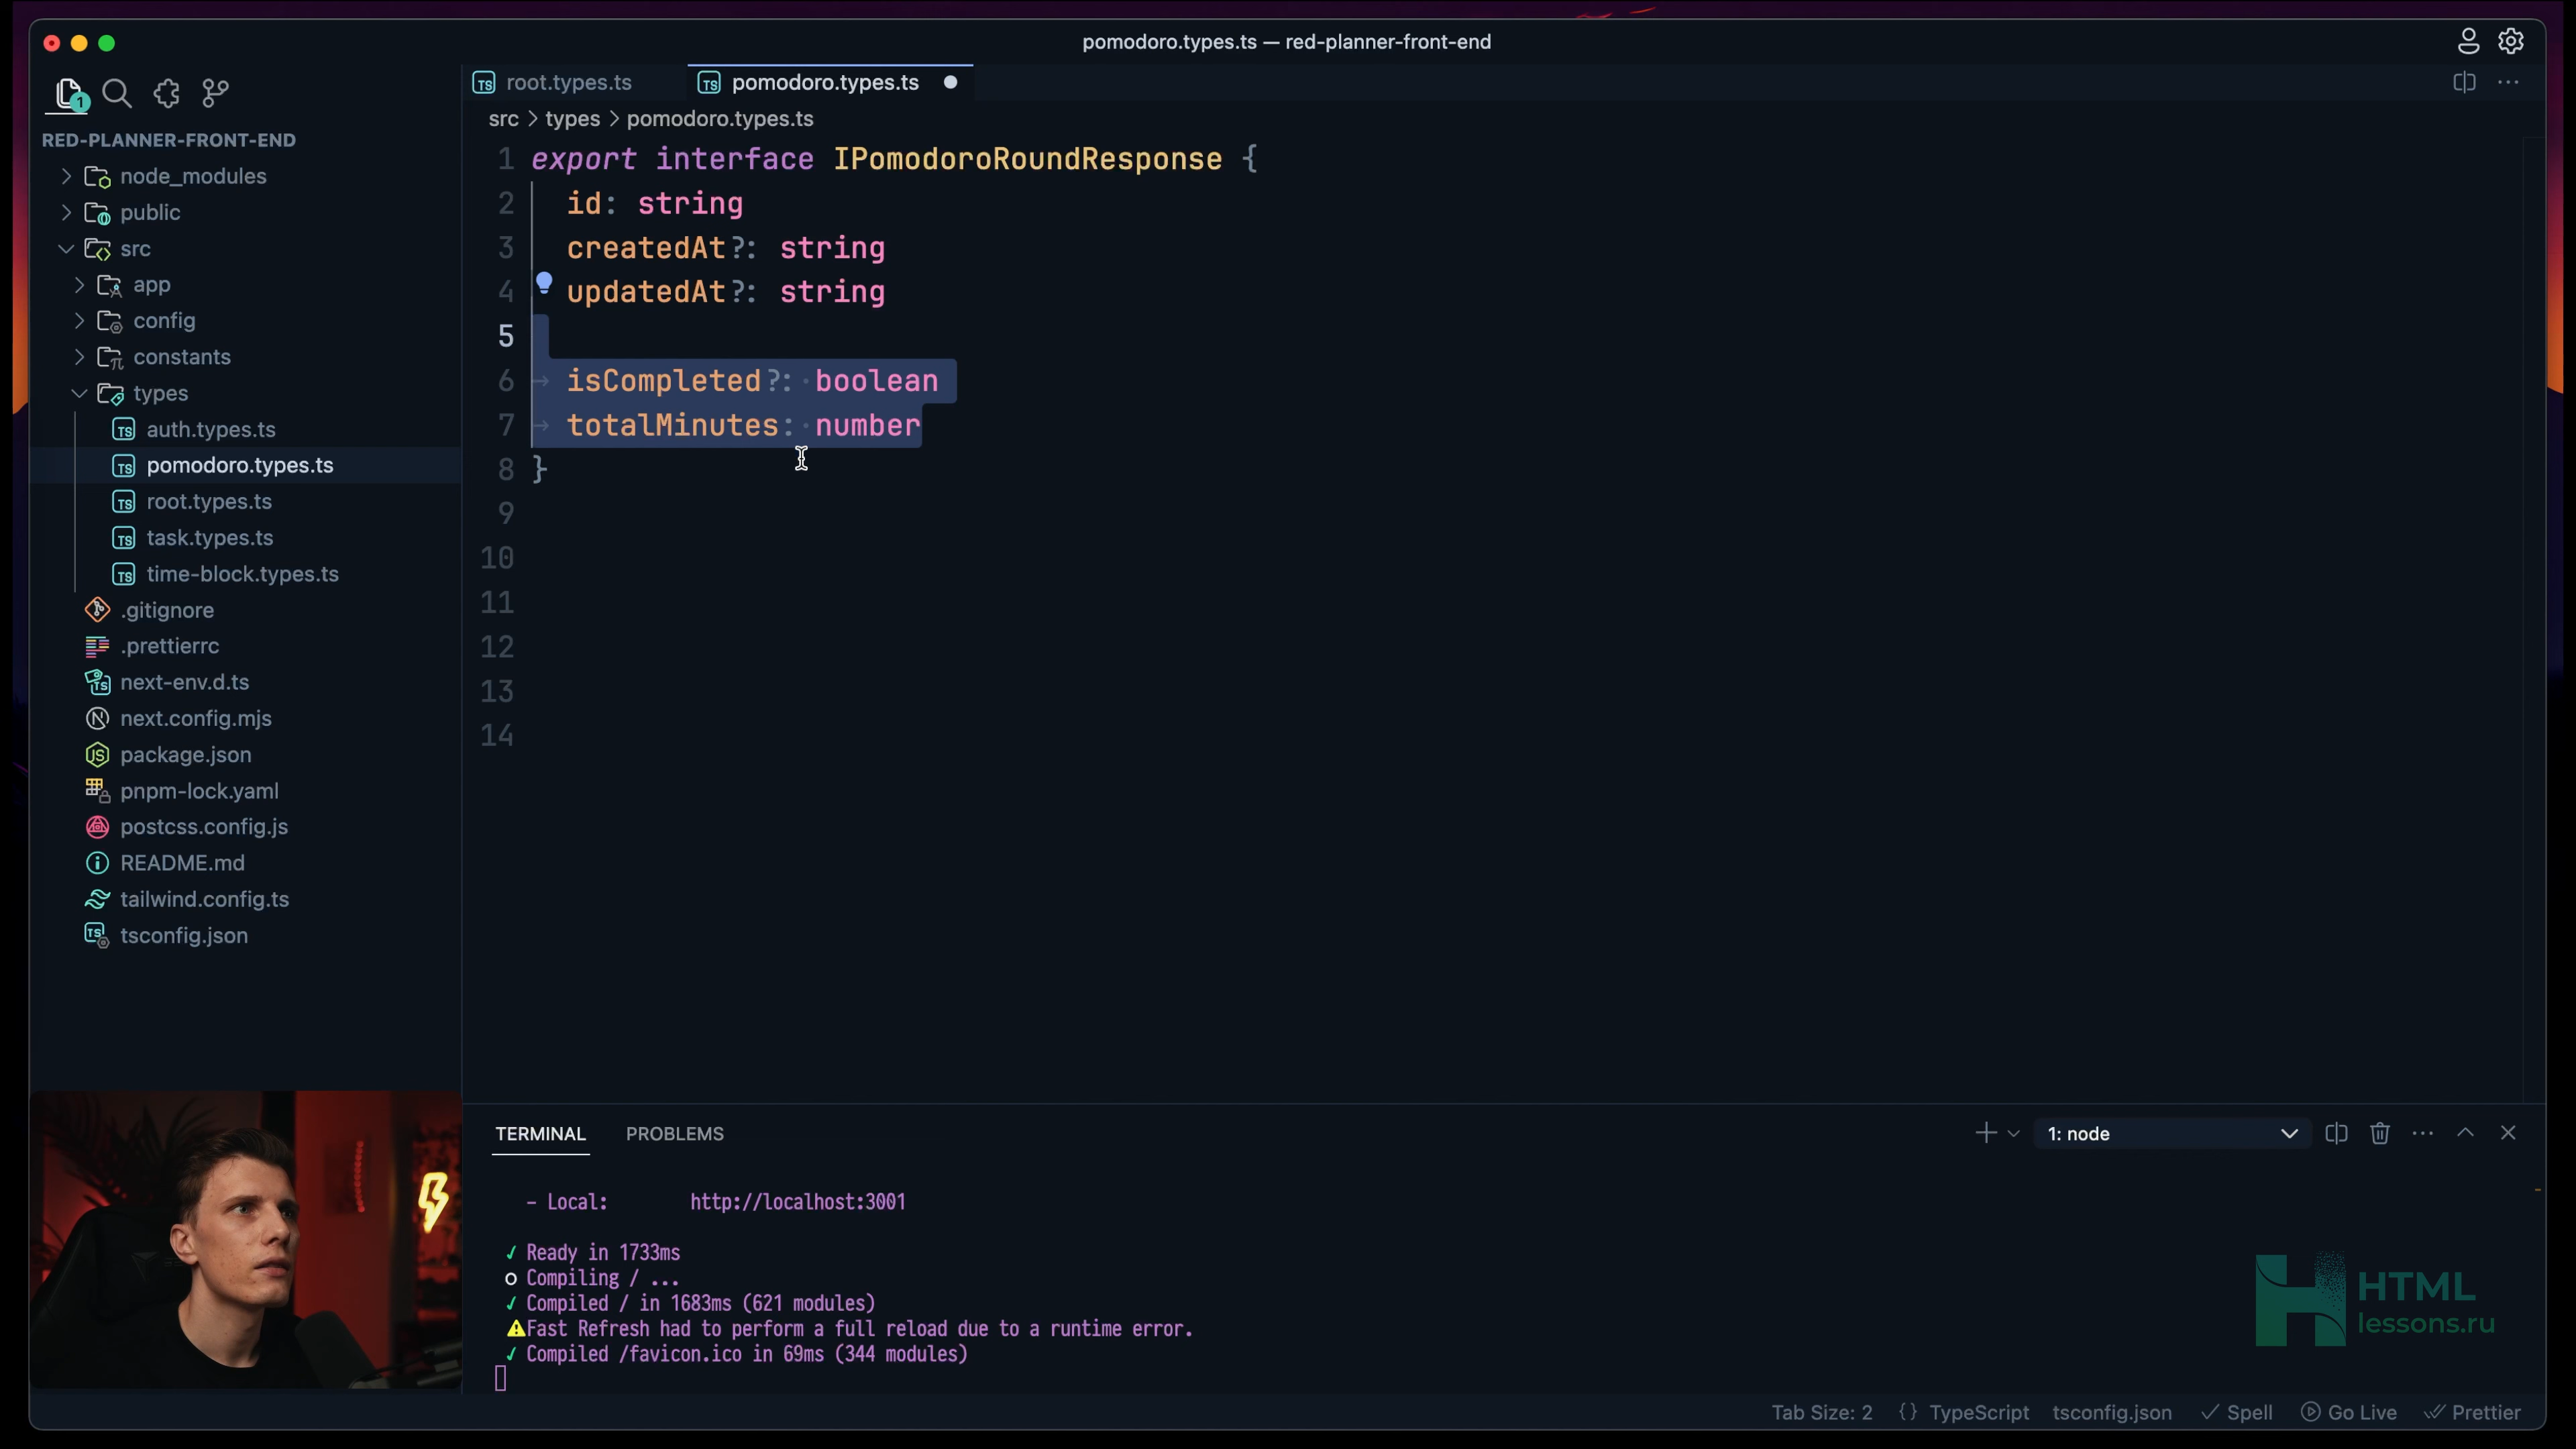 pomodoro.types.ts — red-planner-front-end
1
RED-PLANNER-FRONT-END
node_modules
public
src
app
config
constants
types
auth.types.ts
pomodoro.types.ts
root.types.ts
task.types.ts
time-block.types.ts
.gitignore
.prettierrc
next-env.d.ts
next.config.mjs
package.json
pnpm-lock.yaml
postcss.config.js
README.md
tailwind.config.ts
tsconfig.json
root.types.ts
pomodoro.types.ts
src > types > pomodoro.types.ts
1 export interface IPomodoroRoundResponse {
2 id: string
3 createdAt?: string
4 updatedAt?: string
5
6 isCompleted?: boolean
7 totalMinutes: number
8 }
9
10
11
12
13
14
TERMINAL PROBLEMS
1: node
- Local: http://localhost:3001
✓ Ready in 1733ms
○ Compiling / ...
✓ Compiled / in 1683ms (621 modules)
⚠Fast Refresh had to perform a full reload due to a runtime error.
✓ Compiled /favicon.ico in 69ms (344 modules)
HTML
lessons.ru
Tab Size: 2 {} TypeScript tsconfig.json ✓ Spell Go Live Prettier